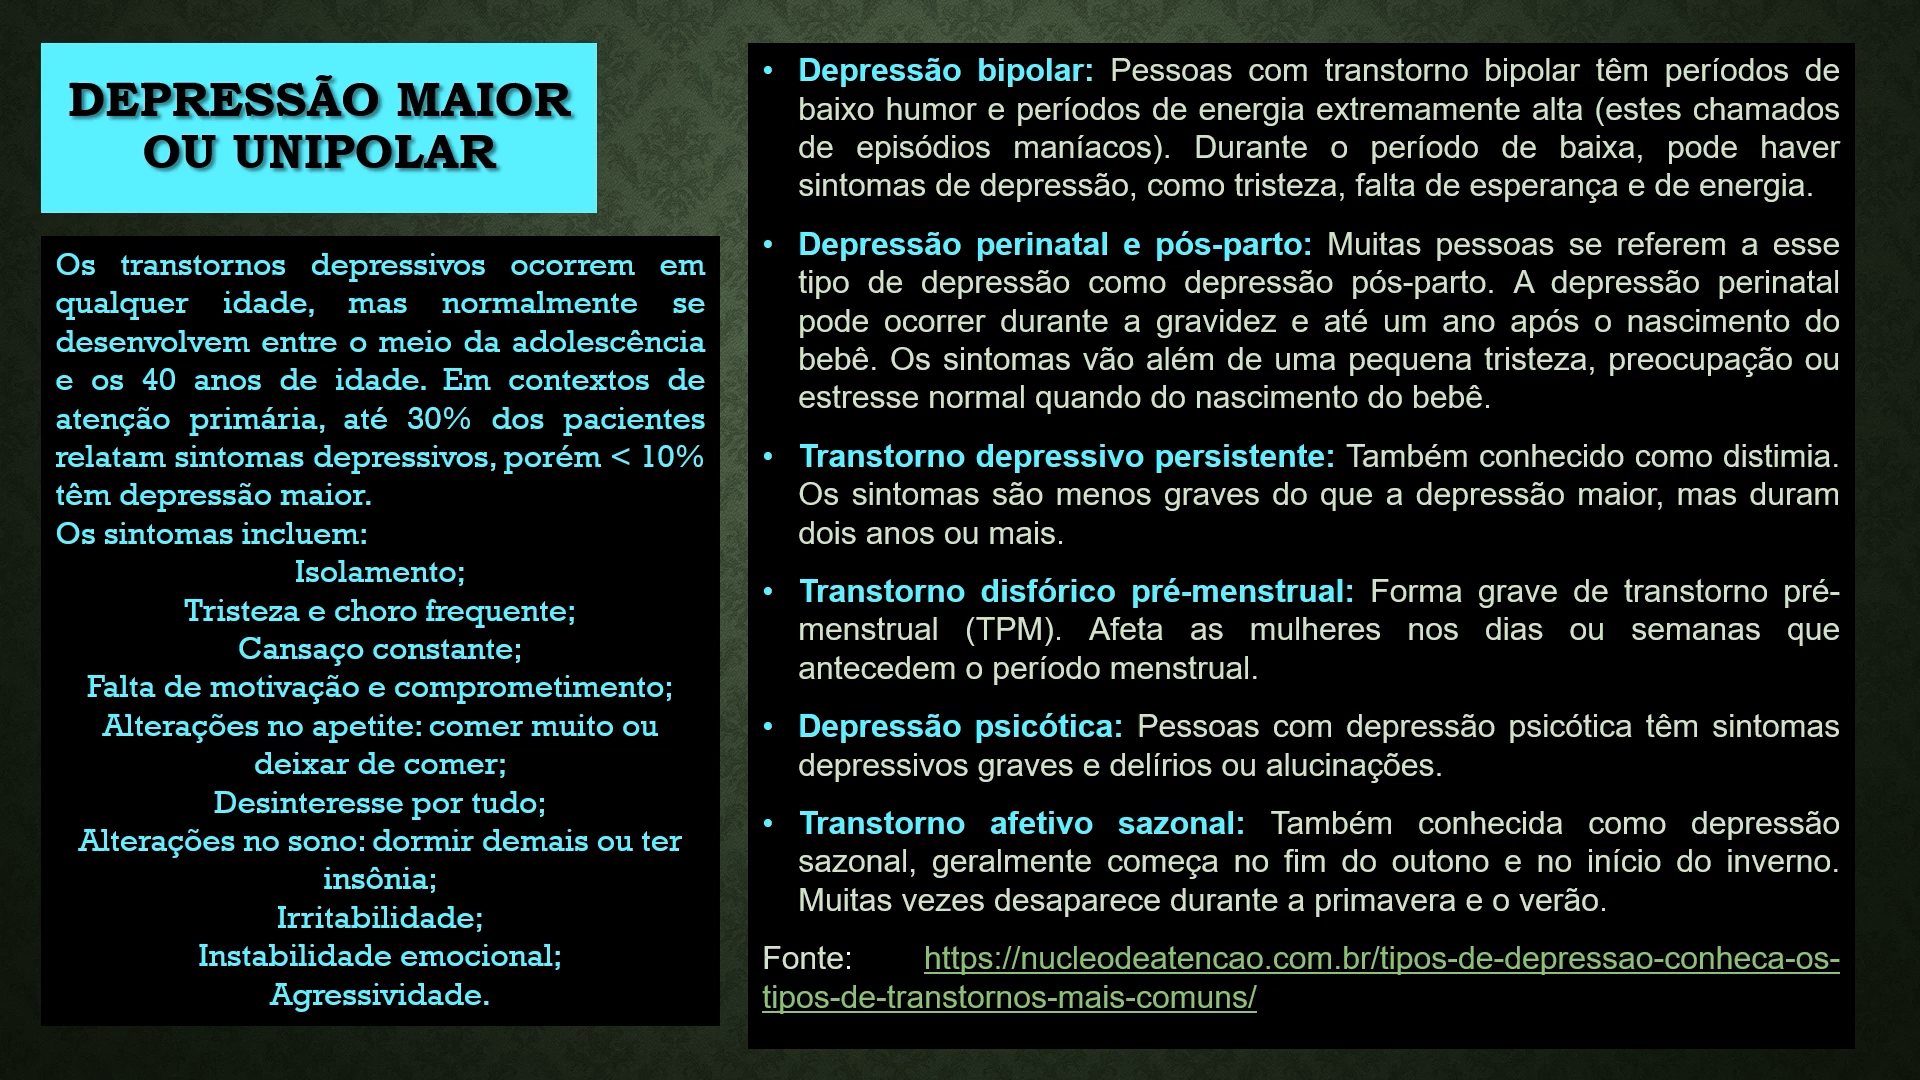 DEPRESSÃO MAIOR
OU UNIPOLAR
Os transtornos depressivos ocorrem em
qualquer idade, mas normalmente se
desenvolvem entre o meio da adolescência
e os 40 anos de idade. Em contextos de
atenção primária, até 30% dos pacientes
relatam sintomas depressivos, porém < 10%
têm depressão maior.
Os sintomas incluem:
Isolamento;
Tristeza e choro frequente;
Cansaço constante;
Falta de motivação e comprometimento;
Alterações no apetite: comer muito ou
deixar de comer;
Desinteresse por tudo;
Alterações no sono: dormir demais ou ter
insônia;
Irritabilidade;
Instabilidade emocional;
Agressividade.
• Depressão bipolar: Pessoas com transtorno bipolar têm períodos de
baixo humor e períodos de energia extremamente alta (estes chamados
de episódios maníacos). Durante o período de baixa, pode haver
sintomas de depressão, como tristeza, falta de esperança e de energia.
• Depressão perinatal e pós-parto: Muitas pessoas se referem a esse
tipo de depressão como depressão pós-parto. A depressão perinatal
pode ocorrer durante a gravidez e até um ano após o nascimento do
bebê. Os sintomas vão além de uma pequena tristeza, preocupação ou
estresse normal quando do nascimento do bebê.
• Transtorno depressivo persistente: Também conhecido como distimia.
Os sintomas são menos graves do que a depressão maior, mas duram
dois anos ou mais.
• Transtorno disfórico pré-menstrual: Forma grave de transtorno pré-
menstrual (TPM). Afeta as mulheres nos dias ou semanas que
antecedem o período menstrual.
• Depressão psicótica: Pessoas com depressão psicótica têm sintomas
depressivos graves e delírios ou alucinações.
• Transtorno afetivo sazonal: Também conhecida como depressão
sazonal, geralmente começa no fim do outono e no início do inverno.
Muitas vezes desaparece durante a primavera e o verão.
Fonte: https://nucleodeatencao.com.br/tipos-de-depressao-conheca-os-
tipos-de-transtornos-mais-comuns/